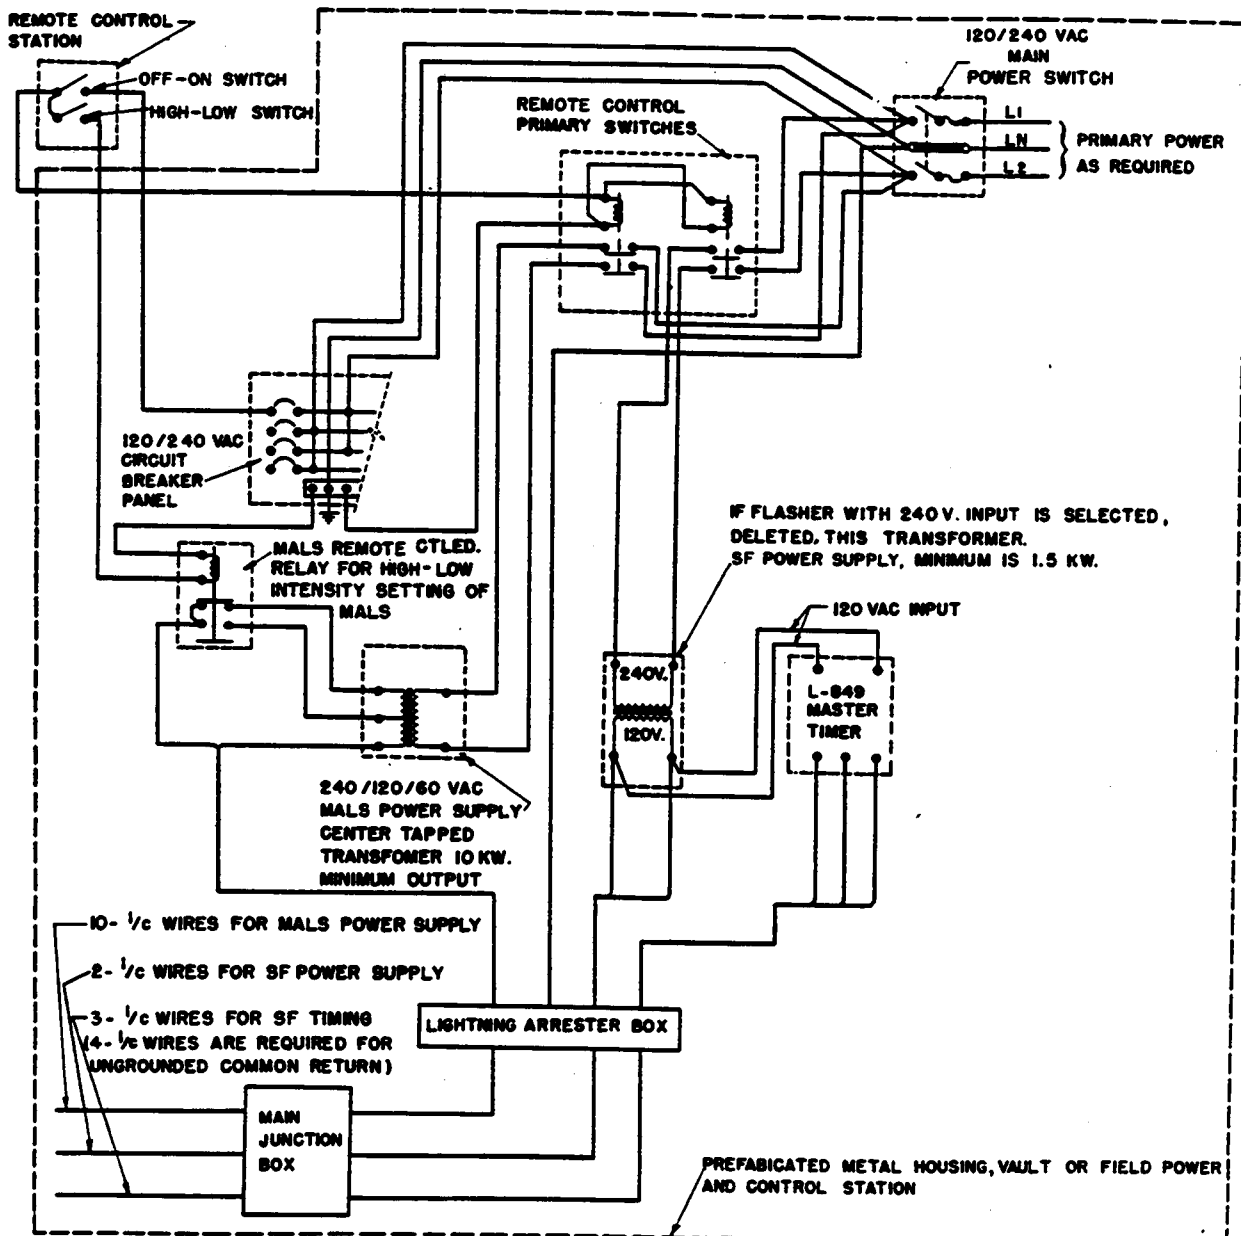 REMOTE CONTROL
STATION
OFF-ON SWITCH
HIGH-LOW SWITCH
120/240 VAC
MAIN
POWER SWITCH
REMOTE CONTROL
PRIMARY SWITCHES
L1
LN
L2
PRIMARY POWER
AS REQUIRED
120/240 VAC
CIRCUIT
BREAKER
PANEL
MALS REMOTE CTLED.
RELAY FOR HIGH-LOW
INTENSITY SETTING OF
MALS
IF FLASHER WITH 240 V. INPUT IS SELECTED,
DELETED, THIS TRANSFORMER.
SF POWER SUPPLY, MINIMUM IS 1.5 KW.
120 VAC INPUT
240V.
120V.
L-849
MASTER
TIMER
240/120/60 VAC
MALS POWER SUPPLY
CENTER TAPPED
TRANSFOMER 10 KW.
MINIMUM OUTPUT
10- 1/c WIRES FOR MALS POWER SUPPLY
2- 1/c WIRES FOR SF POWER SUPPLY
3- 1/c WIRES FOR SF TIMING
(4- 1/c WIRES ARE REQUIRED FOR
UNGROUNDED COMMON RETURN)
LIGHTNING ARRESTER BOX
MAIN
JUNCTION
BOX
PREFABICATED METAL HOUSING, VAULT OR FIELD POWER
AND CONTROL STATION